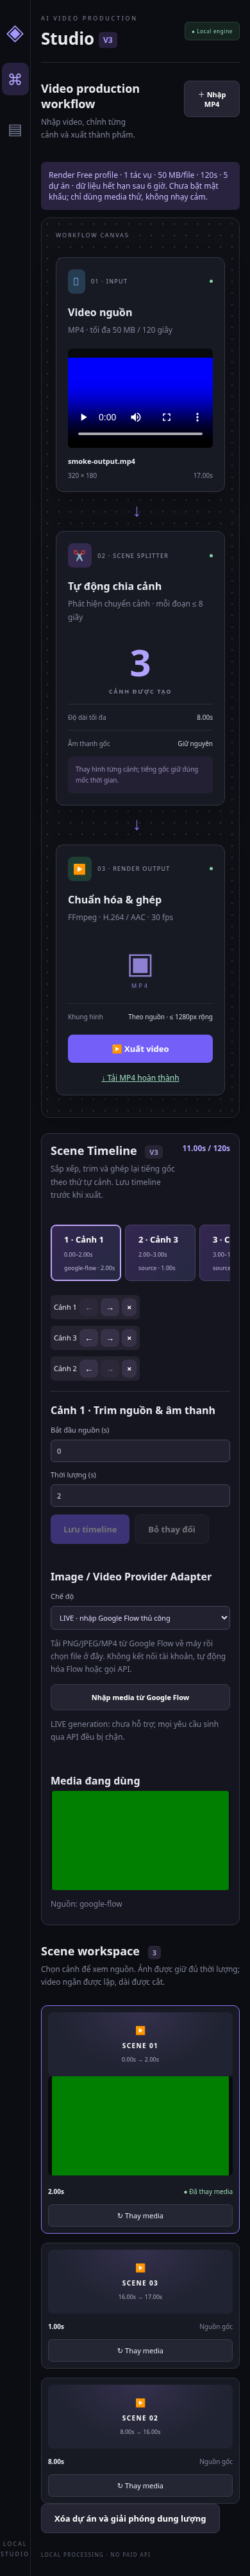 AI VIDEO PRODUCTION
Studio V3
● Local engine
Video production
workflow
Nhập video, chỉnh từng
cảnh và xuất thành phẩm.
＋ Nhập
MP4
Render Free profile · 1 tác vụ · 50 MB/file · 120s · 5
dự án · dữ liệu hết hạn sau 6 giờ. Chưa bật mật
khẩu; chỉ dùng media thử, không nhạy cảm.
WORKFLOW CANVAS
01 · INPUT
Video nguồn
MP4 · tối đa 50 MB / 120 giây
0:00
smoke-output.mp4
320 × 180 17.00s
↓
02 · SCENE SPLITTER
Tự động chia cảnh
Phát hiện chuyển cảnh · mỗi đoạn ≤ 8
giây
3
CẢNH ĐƯỢC TẠO
Độ dài tối đa 8.00s
Âm thanh gốc Giữ nguyên
Thay hình từng cảnh; tiếng gốc giữ đúng
mốc thời gian.
↓
03 · RENDER OUTPUT
Chuẩn hóa & ghép
FFmpeg · H.264 / AAC · 30 fps
▣
MP4
Khung hình Theo nguồn · ≤ 1280px rộng
▶️ Xuất video
↓ Tải MP4 hoàn thành
Scene Timeline V3 11.00s / 120s
Sắp xếp, trim và ghép lại tiếng gốc
theo thứ tự cảnh. Lưu timeline
trước khi xuất.
1 · Cảnh 1
0.00–2.00s
google-flow · 2.00s
2 · Cảnh 3
2.00–3.00s
source · 1.00s
3 · C
3.00–1
source
Cảnh 1 ← → ×
Cảnh 3 ← → ×
Cảnh 2 ← → ×
Cảnh 1 · Trim nguồn & âm thanh
Bắt đầu nguồn (s)
0
Thời lượng (s)
2
Lưu timeline Bỏ thay đổi
Image / Video Provider Adapter
Chế độ
LIVE · nhập Google Flow thủ công
Tải PNG/JPEG/MP4 từ Google Flow về máy rồi
chọn file ở đây. Không kết nối tài khoản, tự động
hóa Flow hoặc gọi API.
Nhập media từ Google Flow
LIVE generation: chưa hỗ trợ; mọi yêu cầu sinh
qua API đều bị chặn.
Media đang dùng
Nguồn: google-flow
Scene workspace 3
Chọn cảnh để xem nguồn. Ảnh được giữ đủ thời lượng;
video ngắn được lặp, dài được cắt.
SCENE 01
0.00s → 2.00s
2.00s ● Đã thay media
↻ Thay media
SCENE 03
16.00s → 17.00s
1.00s Nguồn gốc
↻ Thay media
SCENE 02
8.00s → 16.00s
8.00s Nguồn gốc
↻ Thay media
Xóa dự án và giải phóng dung lượng
LOCAL
STUDIO
LOCAL PROCESSING · NO PAID API